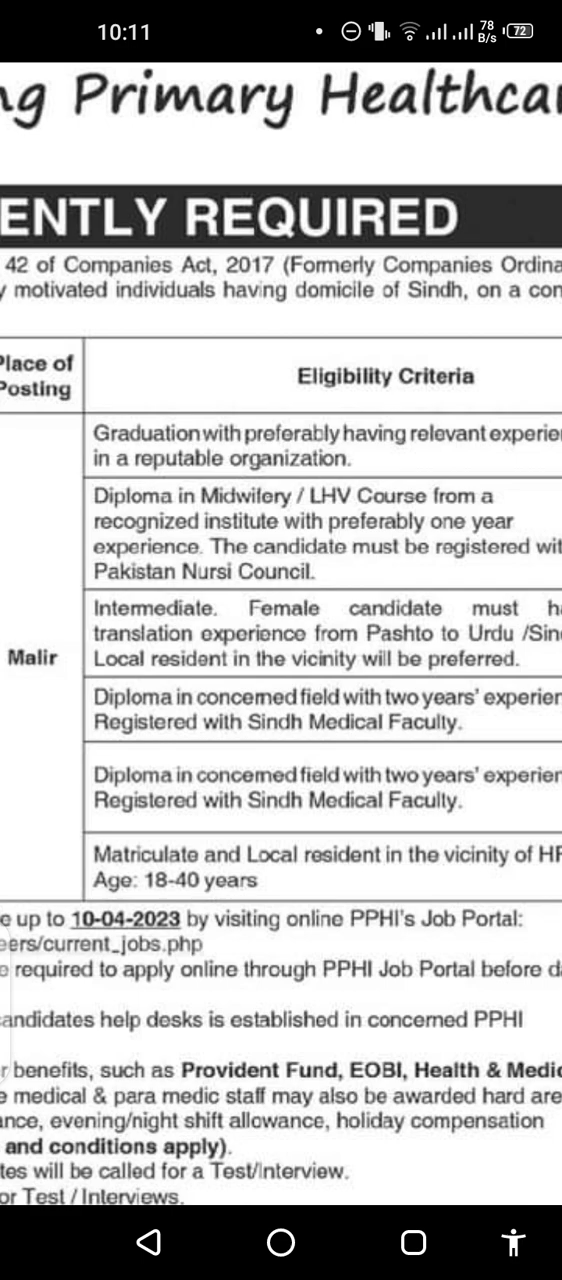 10:11
78
B/s
72
ng Primary Healthcar
ENTLY REQUIRED
42 of Companies Act, 2017 (Formerly Companies Ordina
y motivated individuals having domicile of Sindh, on a con
Place of
Posting
Eligibility Criteria
Graduation with preferably having relevant experie
in a reputable organization.
Diploma in Midwifery / LHV Course from a
recognized institute with preferably one year
experience. The candidate must be registered wit
Pakistan Nursi Council.
Intermediate. Female candidate must ha
translation experience from Pashto to Urdu /Sin
Local resident in the vicinity will be preferred.
Malir
Diploma in concerned field with two years' experien
Registered with Sindh Medical Faculty.
Diploma in concerned field with two years' experien
Registered with Sindh Medical Faculty.
Matriculate and Local resident in the vicinity of HF
Age: 18-40 years
e up to 10-04-2023 by visiting online PPHI's Job Portal:
eers/current_jobs.php
e required to apply online through PPHI Job Portal before da
candidates help desks is established in concerned PPHI
r benefits, such as Provident Fund, EOBI, Health & Medic
e medical & para medic staff may also be awarded hard are
ance, evening/night shift allowance, holiday compensation
and conditions apply).
tes will be called for a Test/Interview.
or Test / Interviews.